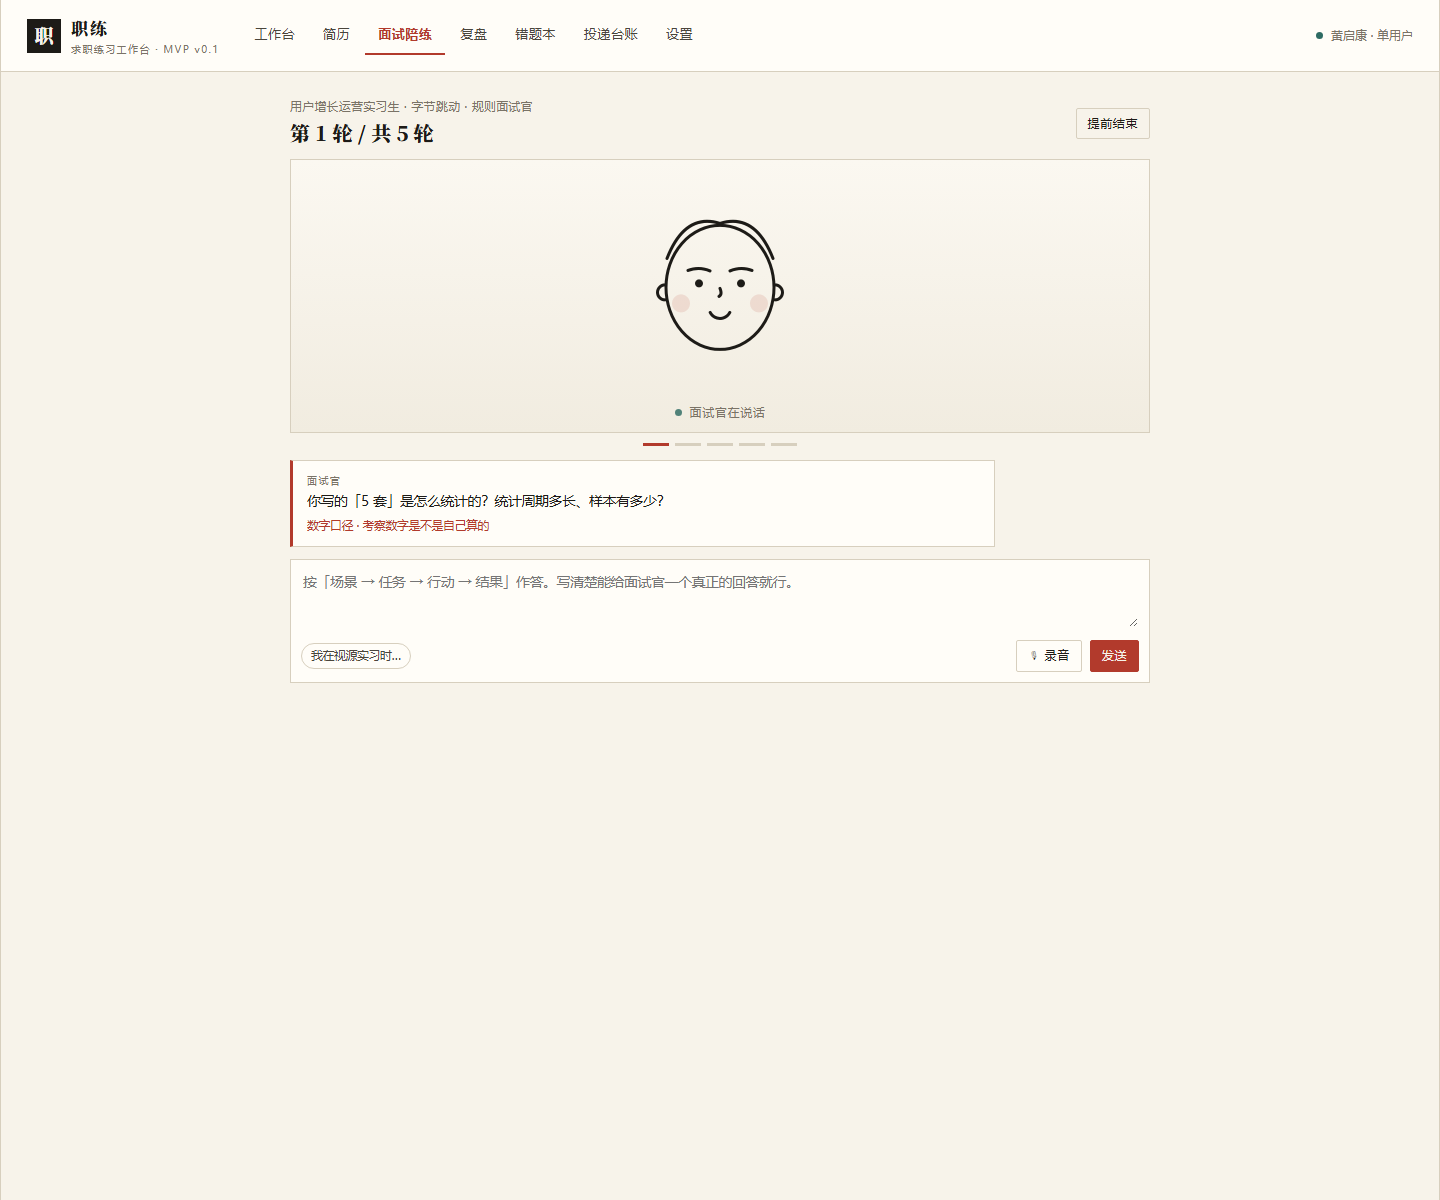 职
职练
求职练习工作台 · MVP v0.1
工作台 简历 面试陪练 复盘 错题本 投递台账 设置
黄启康 · 单用户
用户增长运营实习生 · 字节跳动 · 规则面试官
第 1 轮 / 共 5 轮
提前结束
面试官在说话
面试官
你写的「5 套」是怎么统计的？统计周期多长、样本有多少？
数字口径 · 考察数字是不是自己算的
按「场景 → 任务 → 行动 → 结果」作答。写清楚能给面试官一个真正的回答就行。
我在视源实习时...
录音
发送